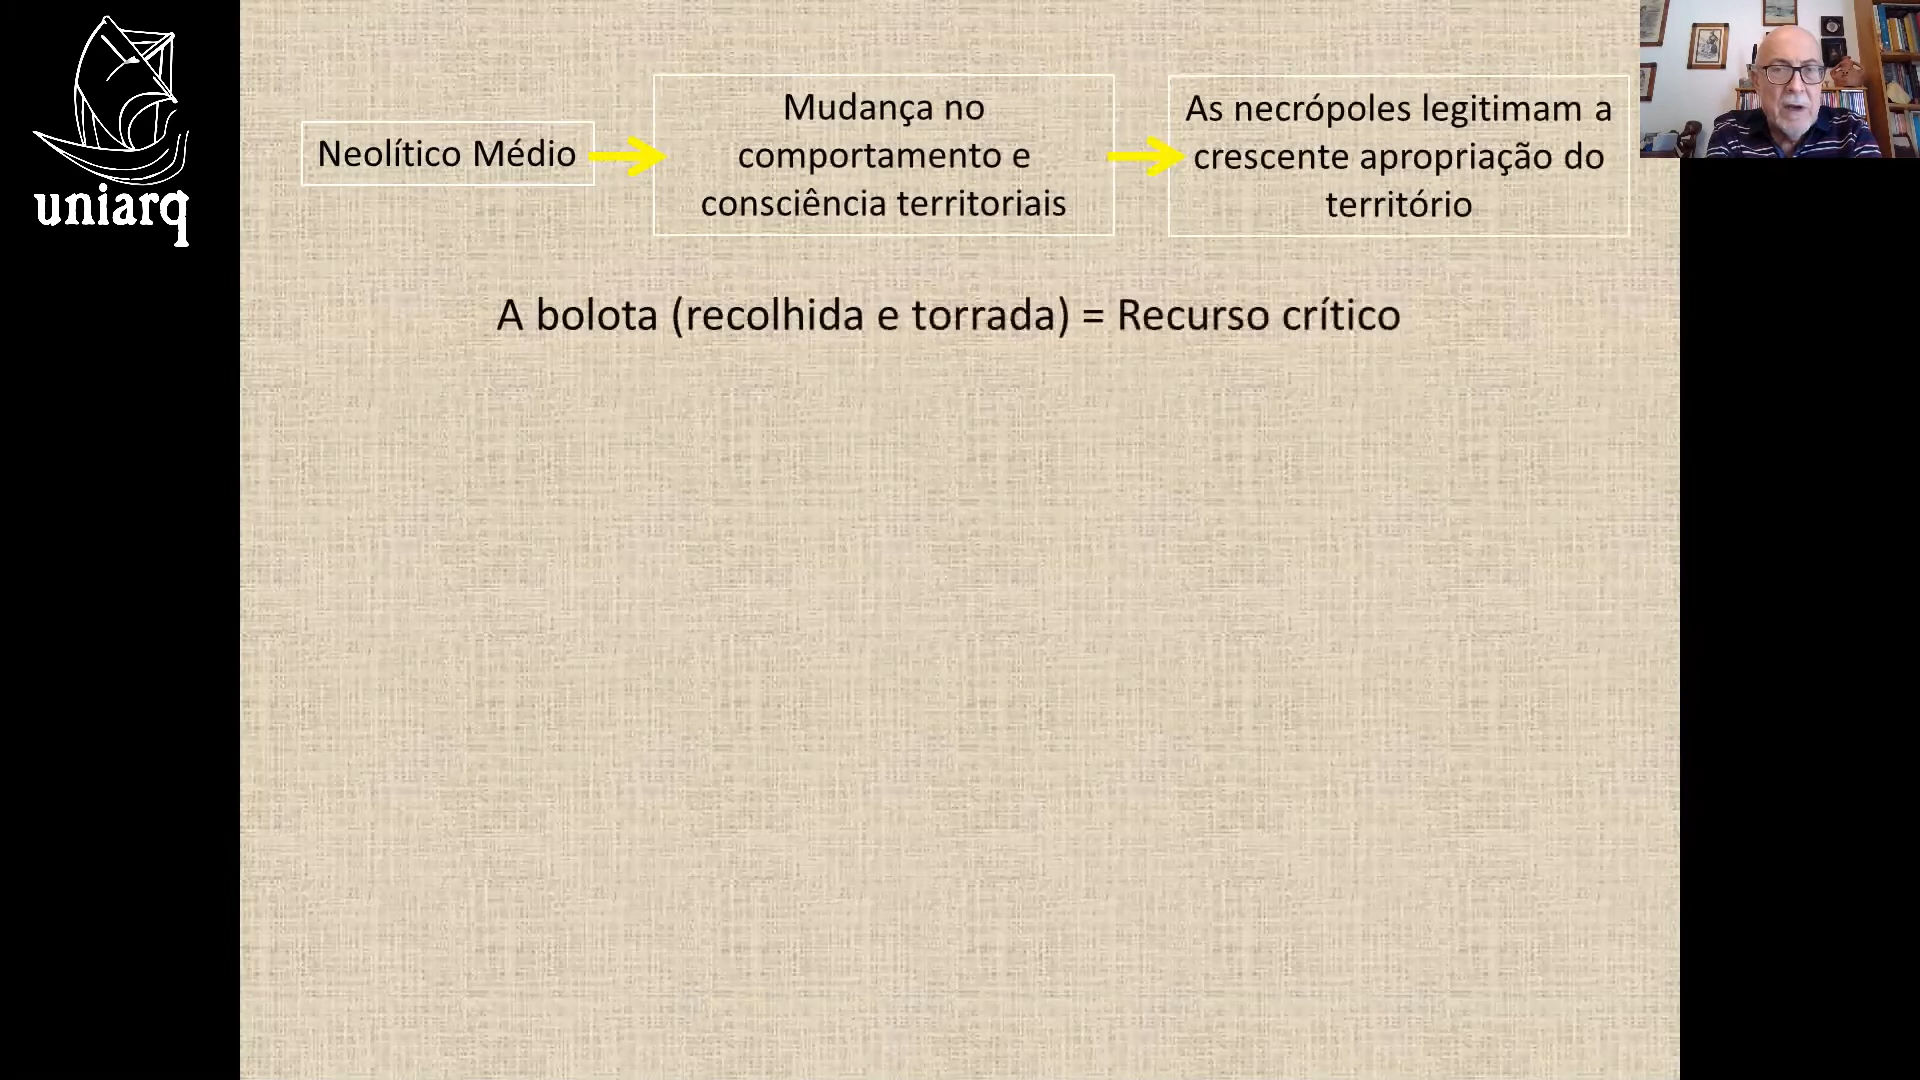 uniarq
Neolítico Médio
Mudança no
comportamento e
consciência territoriais
As necrópoles legitimam a
crescente apropriação do
território
A bolota (recolhida e torrada) = Recurso crítico